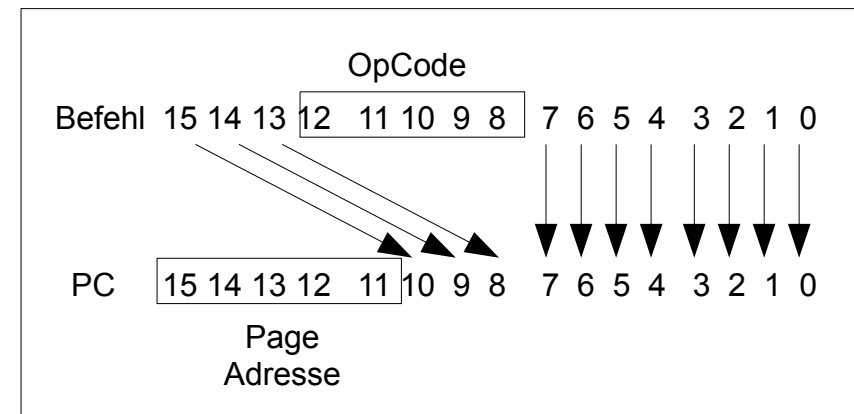 OpCode
Befehl 15 14 13 12 11 10 9 8 7 6 5 4 3 2 1 0
PC 15 14 13 12 11 10 9 8 7 6 5 4 3 2 1 0
Page
Adresse